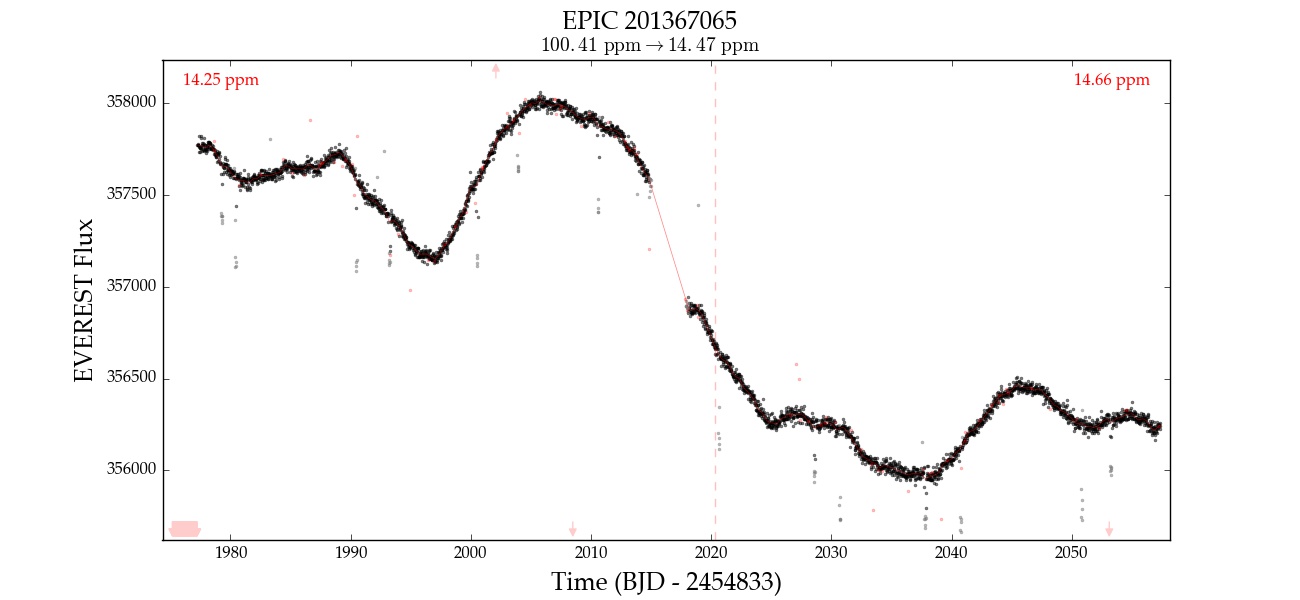 EPIC 201367065
100.41 ppm → 14.47 ppm
14.25 ppm
14.66 ppm
358000
357500
357000
356500
356000
EVEREST Flux
1980
1990
2000
2010
2020
2030
2040
2050
Time (BJD - 2454833)